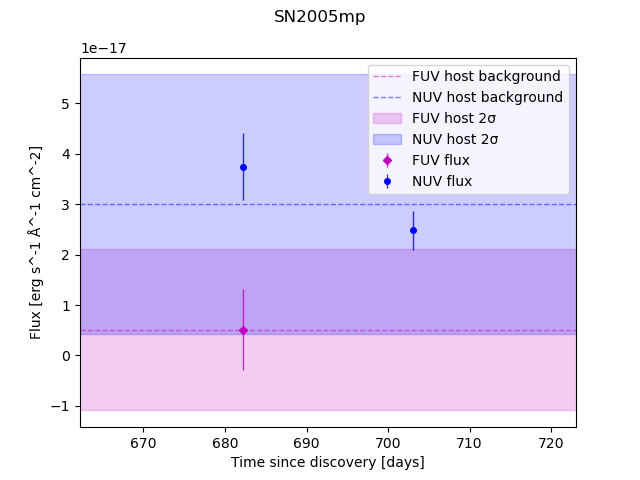 SN2005mp
1e−17
FUV host background
NUV host background
FUV host 2σ
NUV host 2σ
FUV flux
NUV flux
5
4
3
2
1
0
−1
Flux [erg s^-1 Å^-1 cm^-2]
670 680 690 700 710 720
Time since discovery [days]